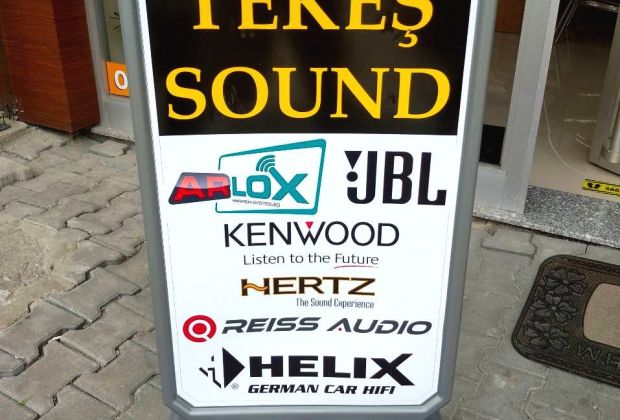 TEKEŞ
SOUND
ARLOX
NAVIGATION SYSTEMS
JBL
KENWOOD
Listen to the Future
HERTZ
The Sound Experience
REISS AUDIO
HELIX
®
GERMAN CAR HIFI